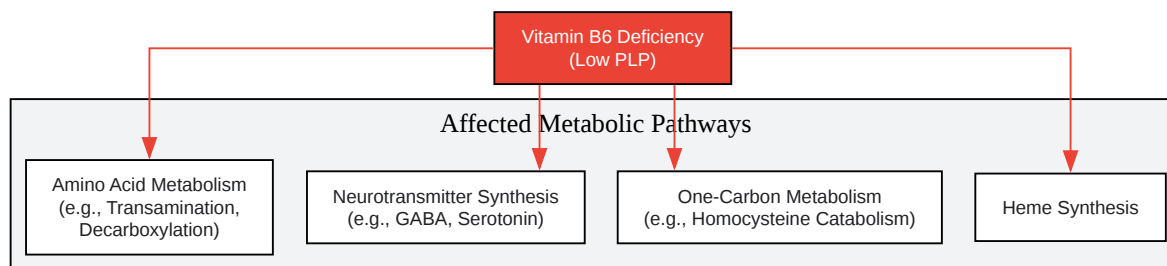 Vitamin B6 Deficiency
(Low PLP)
Affected Metabolic Pathways
Amino Acid Metabolism
(e.g., Transamination,
Decarboxylation)
Neurotransmitter Synthesis
(e.g., GABA, Serotonin)
One-Carbon Metabolism
(e.g., Homocysteine Catabolism)
Heme Synthesis